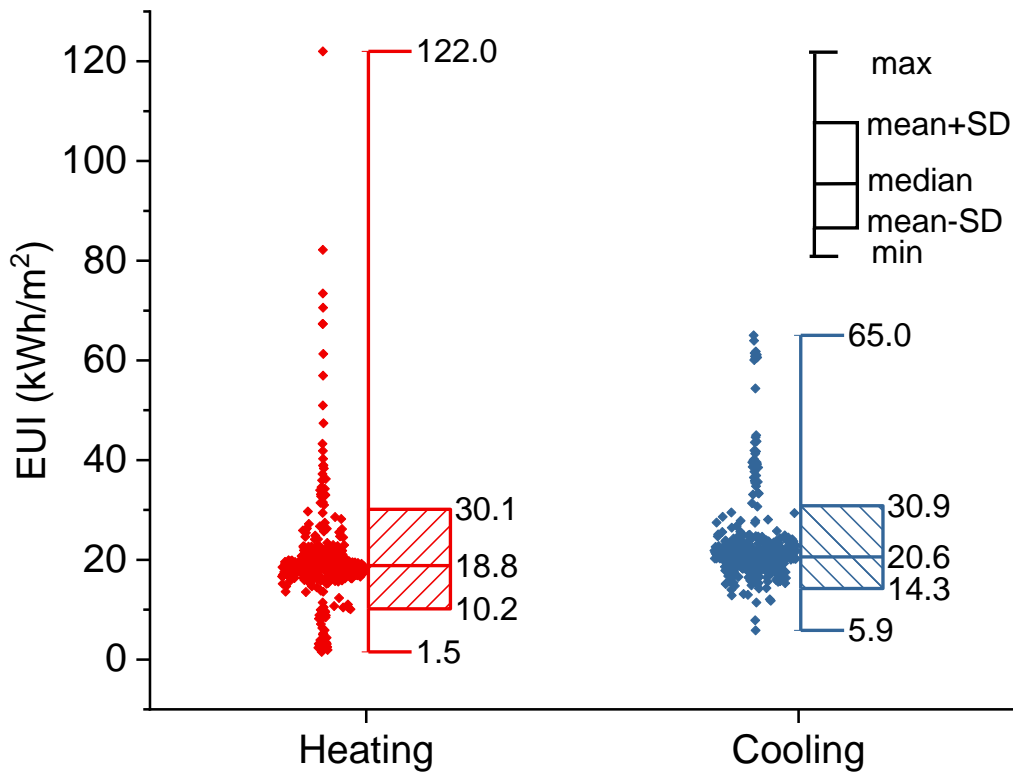 EUI (kWh/m²)
120
100
80
60
40
20
0
122.0
30.1
18.8
10.2
1.5
65.0
30.9
20.6
14.3
5.9
max
mean+SD
median
mean-SD
min
Heating
Cooling